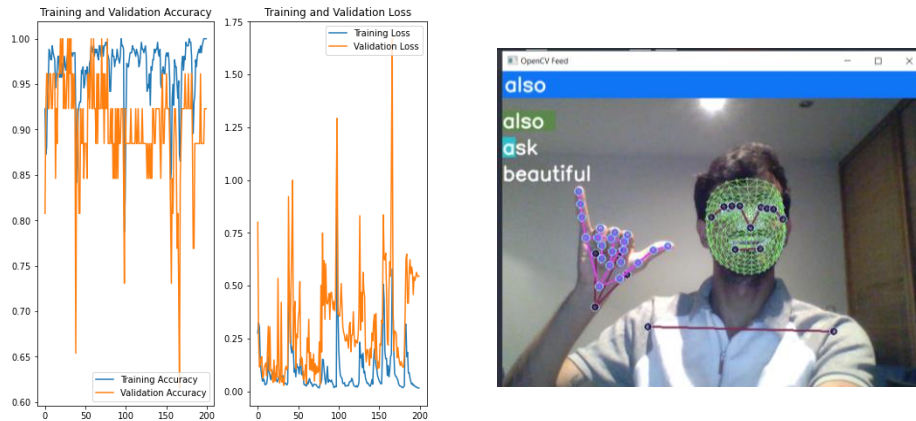 Training and Validation Accuracy
1.00
0.95
0.90
0.85
0.80
0.75
0.70
0.65
0.60
0
50
100
150
200
Training Accuracy
Validation Accuracy
Training and Validation Loss
1.75
1.50
1.25
1.00
0.75
0.50
0.25
0.00
0
50
100
150
200
Training Loss
Validation Loss
OpenCV Feed
also
also
ask
beautiful